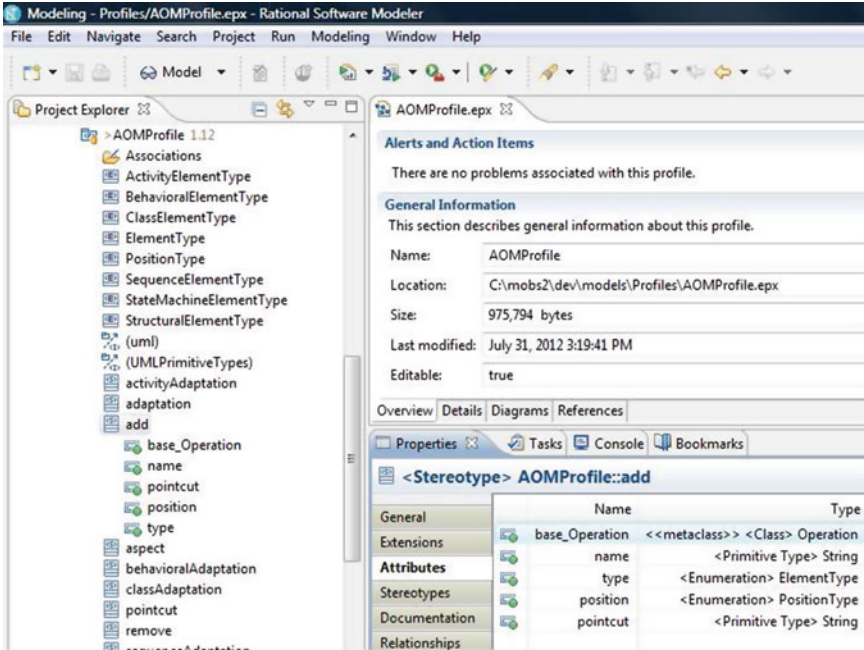 Modeling - Profiles/AOMProfile.epx - Rational Software Modeler
File Edit Navigate Search Project Run Modeling Window Help
Model
Project Explorer
>AOMProfile 1.12
Associations
ActivityElementType
BehavioralElementType
ClassElementType
ElementType
PositionType
SequenceElementType
StateMachineElementType
StructuralElementType
(uml)
(UMLPrimitiveTypes)
activityAdaptation
adaptation
add
base_Operation
name
pointcut
position
type
aspect
behavioralAdaptation
classAdaptation
pointcut
remove
sequenceAdaptation
AOMProfile.epx
Alerts and Action Items
There are no problems associated with this profile.
General Information
This section describes general information about this profile.
Name: AOMProfile
Location: C:\mobs2\dev\models\Profiles\AOMProfile.epx
Size: 975,794 bytes
Last modified: July 31, 2012 3:19:41 PM
Editable: true
Overview Details Diagrams References
Properties Tasks Console Bookmarks
<Stereotype> AOMProfile::add
General
Extensions
Attributes
Stereotypes
Documentation
Relationships
Name Type
base_Operation <<metaclass>> <Class> Operation
name <Primitive Type> String
type <Enumeration> ElementType
position <Enumeration> PositionType
pointcut <Primitive Type> String